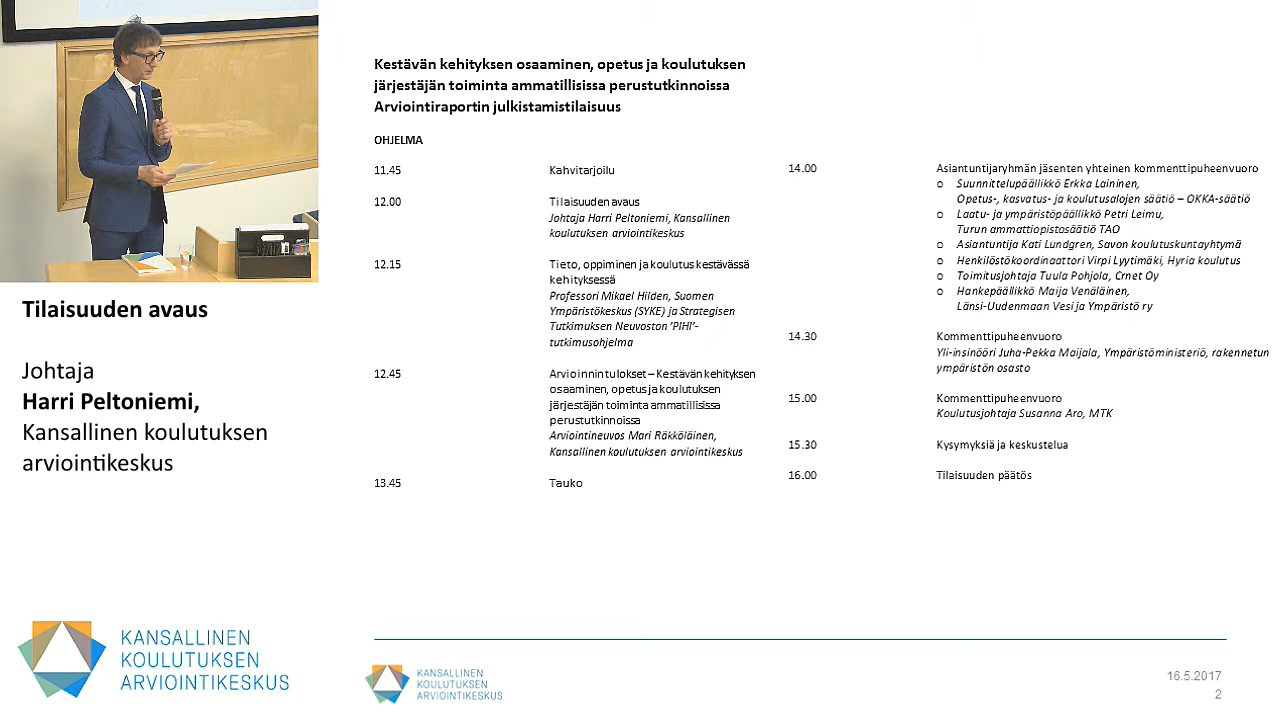 Tilaisuuden avaus
Johtaja
Harri Peltoniemi,
Kansallinen koulutuksen
arviointikeskus
KANSALLINEN
KOULUTUKSEN
ARVIOINTIKESKUS
Kestävän kehityksen osaaminen, opetus ja koulutuksen
järjestäjän toiminta ammatillisissa perustutkinnoissa
Arviointiraportin julkistamistilaisuus
OHJELMA
11.45 Kahvitarjoilu
12.00 Tilaisuuden avaus
Johtaja Harri Peltoniemi, Kansallinen
koulutuksen arviointikeskus
12.15 Tieto, oppiminen ja koulutus kestävässä
kehityksessä
Professori Mikael Hilden, Suomen
Ympäristökeskus (SYKE) ja Strategisen
Tutkimuksen Neuvoston ’PIHI’-
tutkimusohjelma
12.45 Arvioinnin tulokset – Kestävän kehityksen
osaaminen, opetus ja koulutuksen
järjestäjän toiminta ammatillisissa
perustutkinnoissa
Arviointineuvos Mari Räkköläinen,
Kansallinen koulutuksen arviointikeskus
13.45 Tauko
14.00 Asiantuntijaryhmän jäsenten yhteinen kommenttipuheenvuoro
o Suunnittelupäällikkö Erkka Laininen,
Opetus-, kasvatus- ja koulutusalojen säätiö – OKKA-säätiö
o Laatu- ja ympäristöpäällikkö Petri Leimu,
Turun ammattiopistosäätiö TAO
o Asiantuntija Kati Lundgren, Savon koulutuskuntayhtymä
o Henkilöstökoordinaattori Virpi Lyytimäki, Hyria koulutus
o Toimitusjohtaja Tuula Pohjola, Crnet Oy
o Hankepäällikkö Maija Venäläinen,
Länsi-Uudenmaan Vesi ja Ympäristö ry
14.30 Kommenttipuheenvuoro
Yli-insinööri Juha-Pekka Maijala, Ympäristöministeriö, rakennetun
ympäristön osasto
15.00 Kommenttipuheenvuoro
Koulutusjohtaja Susanna Aro, MTK
15.30 Kysymyksiä ja keskustelua
16.00 Tilaisuuden päätös
KANSALLINEN
KOULUTUKSEN
ARVIOINTIKESKUS
16.5.2017
2